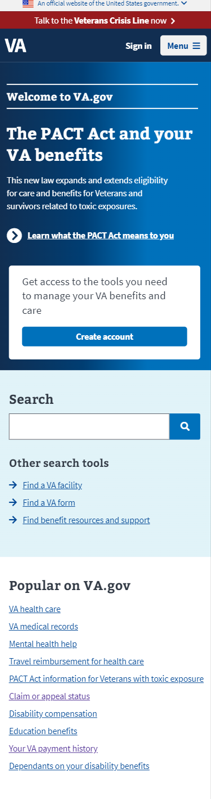 An official website of the United States government.
Talk to the Veterans Crisis Line now
VA
Sign in
Menu
Welcome to VA.gov
The PACT Act and your
VA benefits
This new law expands and extends eligibility
for care and benefits for Veterans and
survivors related to toxic exposures.
Learn what the PACT Act means to you
Get access to the tools you need
to manage your VA benefits and
care
Create account
Search
Other search tools
Find a VA facility
Find a VA form
Find benefit resources and support
Popular on VA.gov
VA health care
VA medical records
Mental health help
Travel reimbursement for health care
PACT Act information for Veterans with toxic exposure
Claim or appeal status
Disability compensation
Education benefits
Your VA payment history
Dependants on your disability benefits